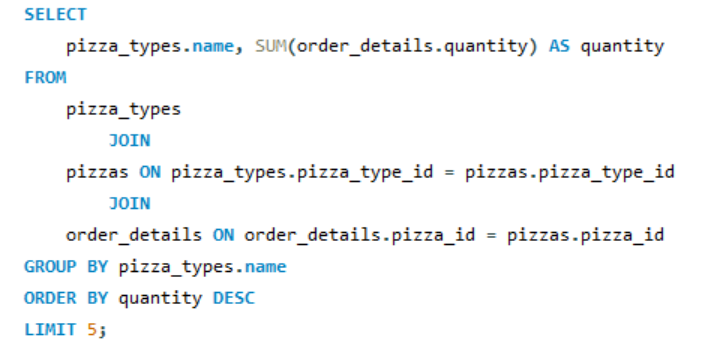 SELECT
    pizza_types.name, SUM(order_details.quantity) AS quantity
FROM
    pizza_types
        JOIN
    pizzas ON pizza_types.pizza_type_id = pizzas.pizza_type_id
        JOIN
    order_details ON order_details.pizza_id = pizzas.pizza_id
GROUP BY pizza_types.name
ORDER BY quantity DESC
LIMIT 5;